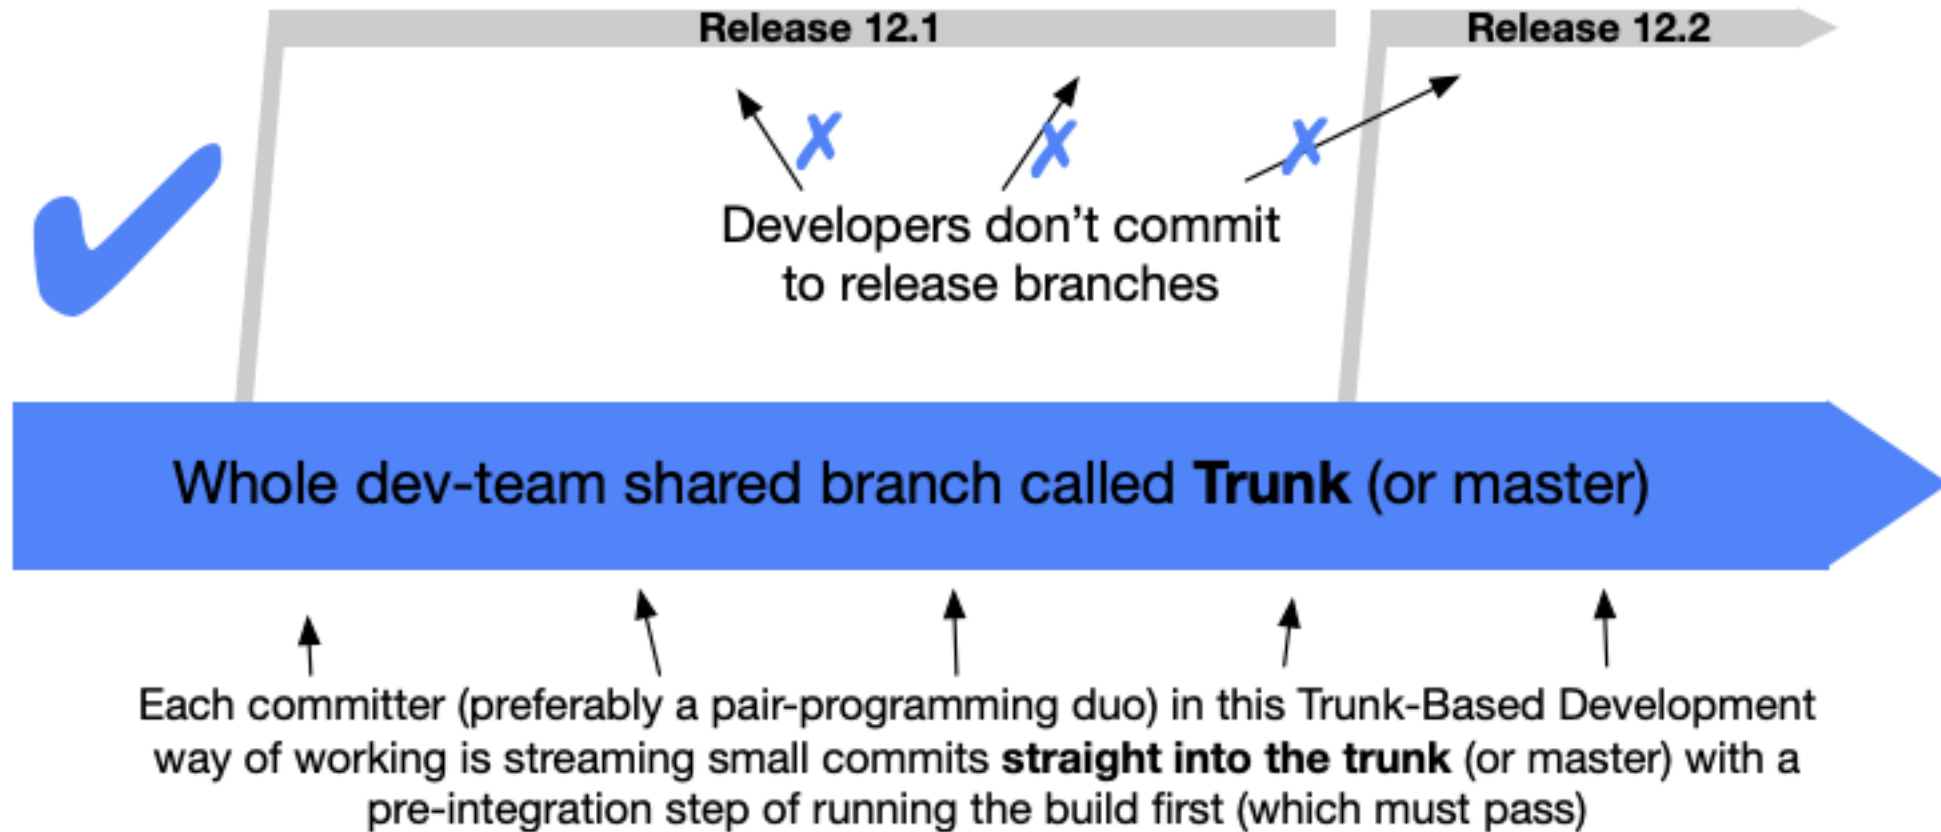 Release 12.1
Release 12.2
Developers don’t commit
to release branches
Whole dev-team shared branch called Trunk (or master)
Each committer (preferably a pair-programming duo) in this Trunk-Based Development
way of working is streaming small commits straight into the trunk (or master) with a
pre-integration step of running the build first (which must pass)